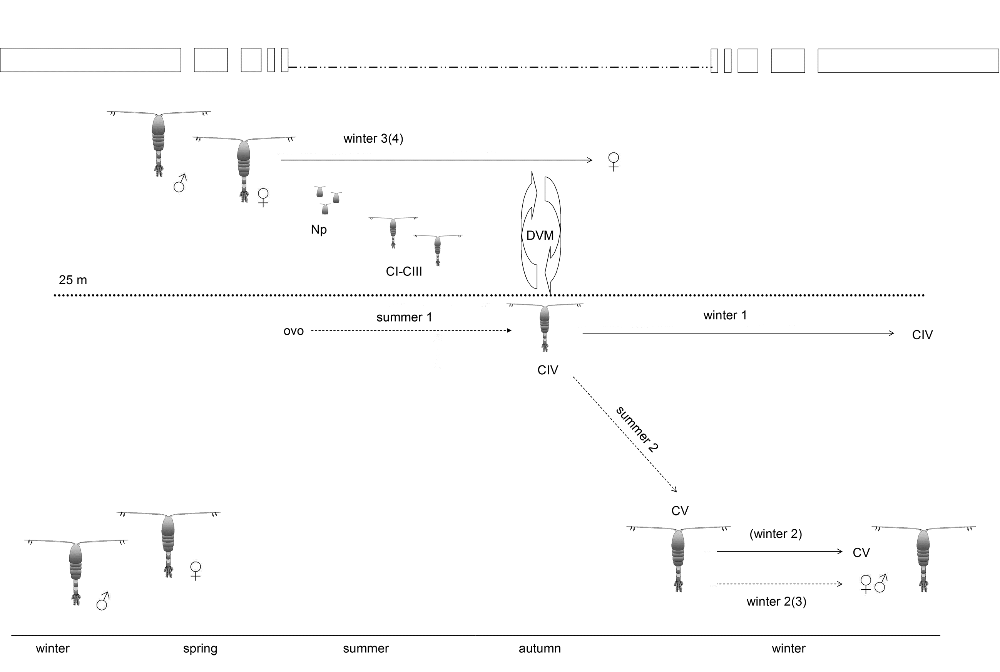 winter 3(4)
♀
♂
♀
Np
DVM
CI-CIII
25 m
summer 1
winter 1
ovo
CIV
CIV
summer 2
CV
(winter 2)
CV
♀
♀♂
♂
winter 2(3)
winter spring summer autumn winter